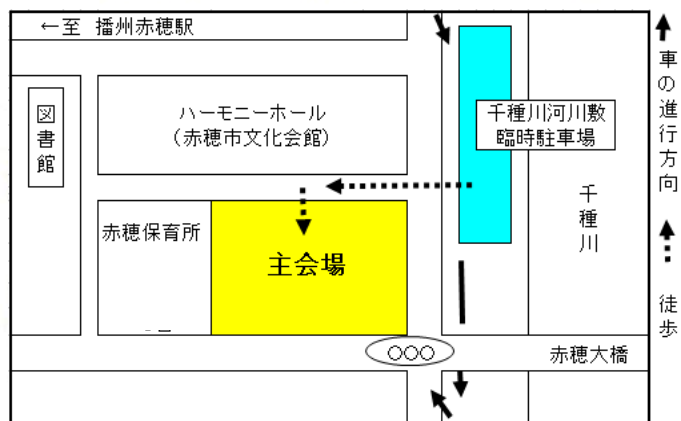 ←至 播州赤穂駅
図書館
ハーモニーホール
(赤穂市文化会館)
千種川河川敷
臨時駐車場
千種川
赤穂保育所
主会場
○○○
赤穂大橋
車の進行方向
徒歩